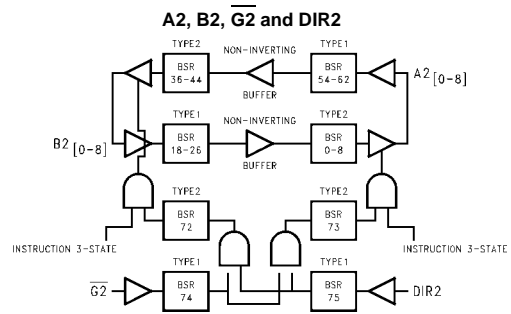 A2, B2, G2 and DIR2
TYPE2 NON-INVERTING TYPE1
BSR 36-44 BSR 54-62
BUFFER
A2[0-8]
TYPE1 NON-INVERTING TYPE2
B2[0-8]
BSR 18-26 BSR 0-8
BUFFER
TYPE2 TYPE2
BSR 72 BSR 73
INSTRUCTION 3-STATE INSTRUCTION 3-STATE
TYPE1 TYPE1
G2 BSR 74 BSR 75 DIR2